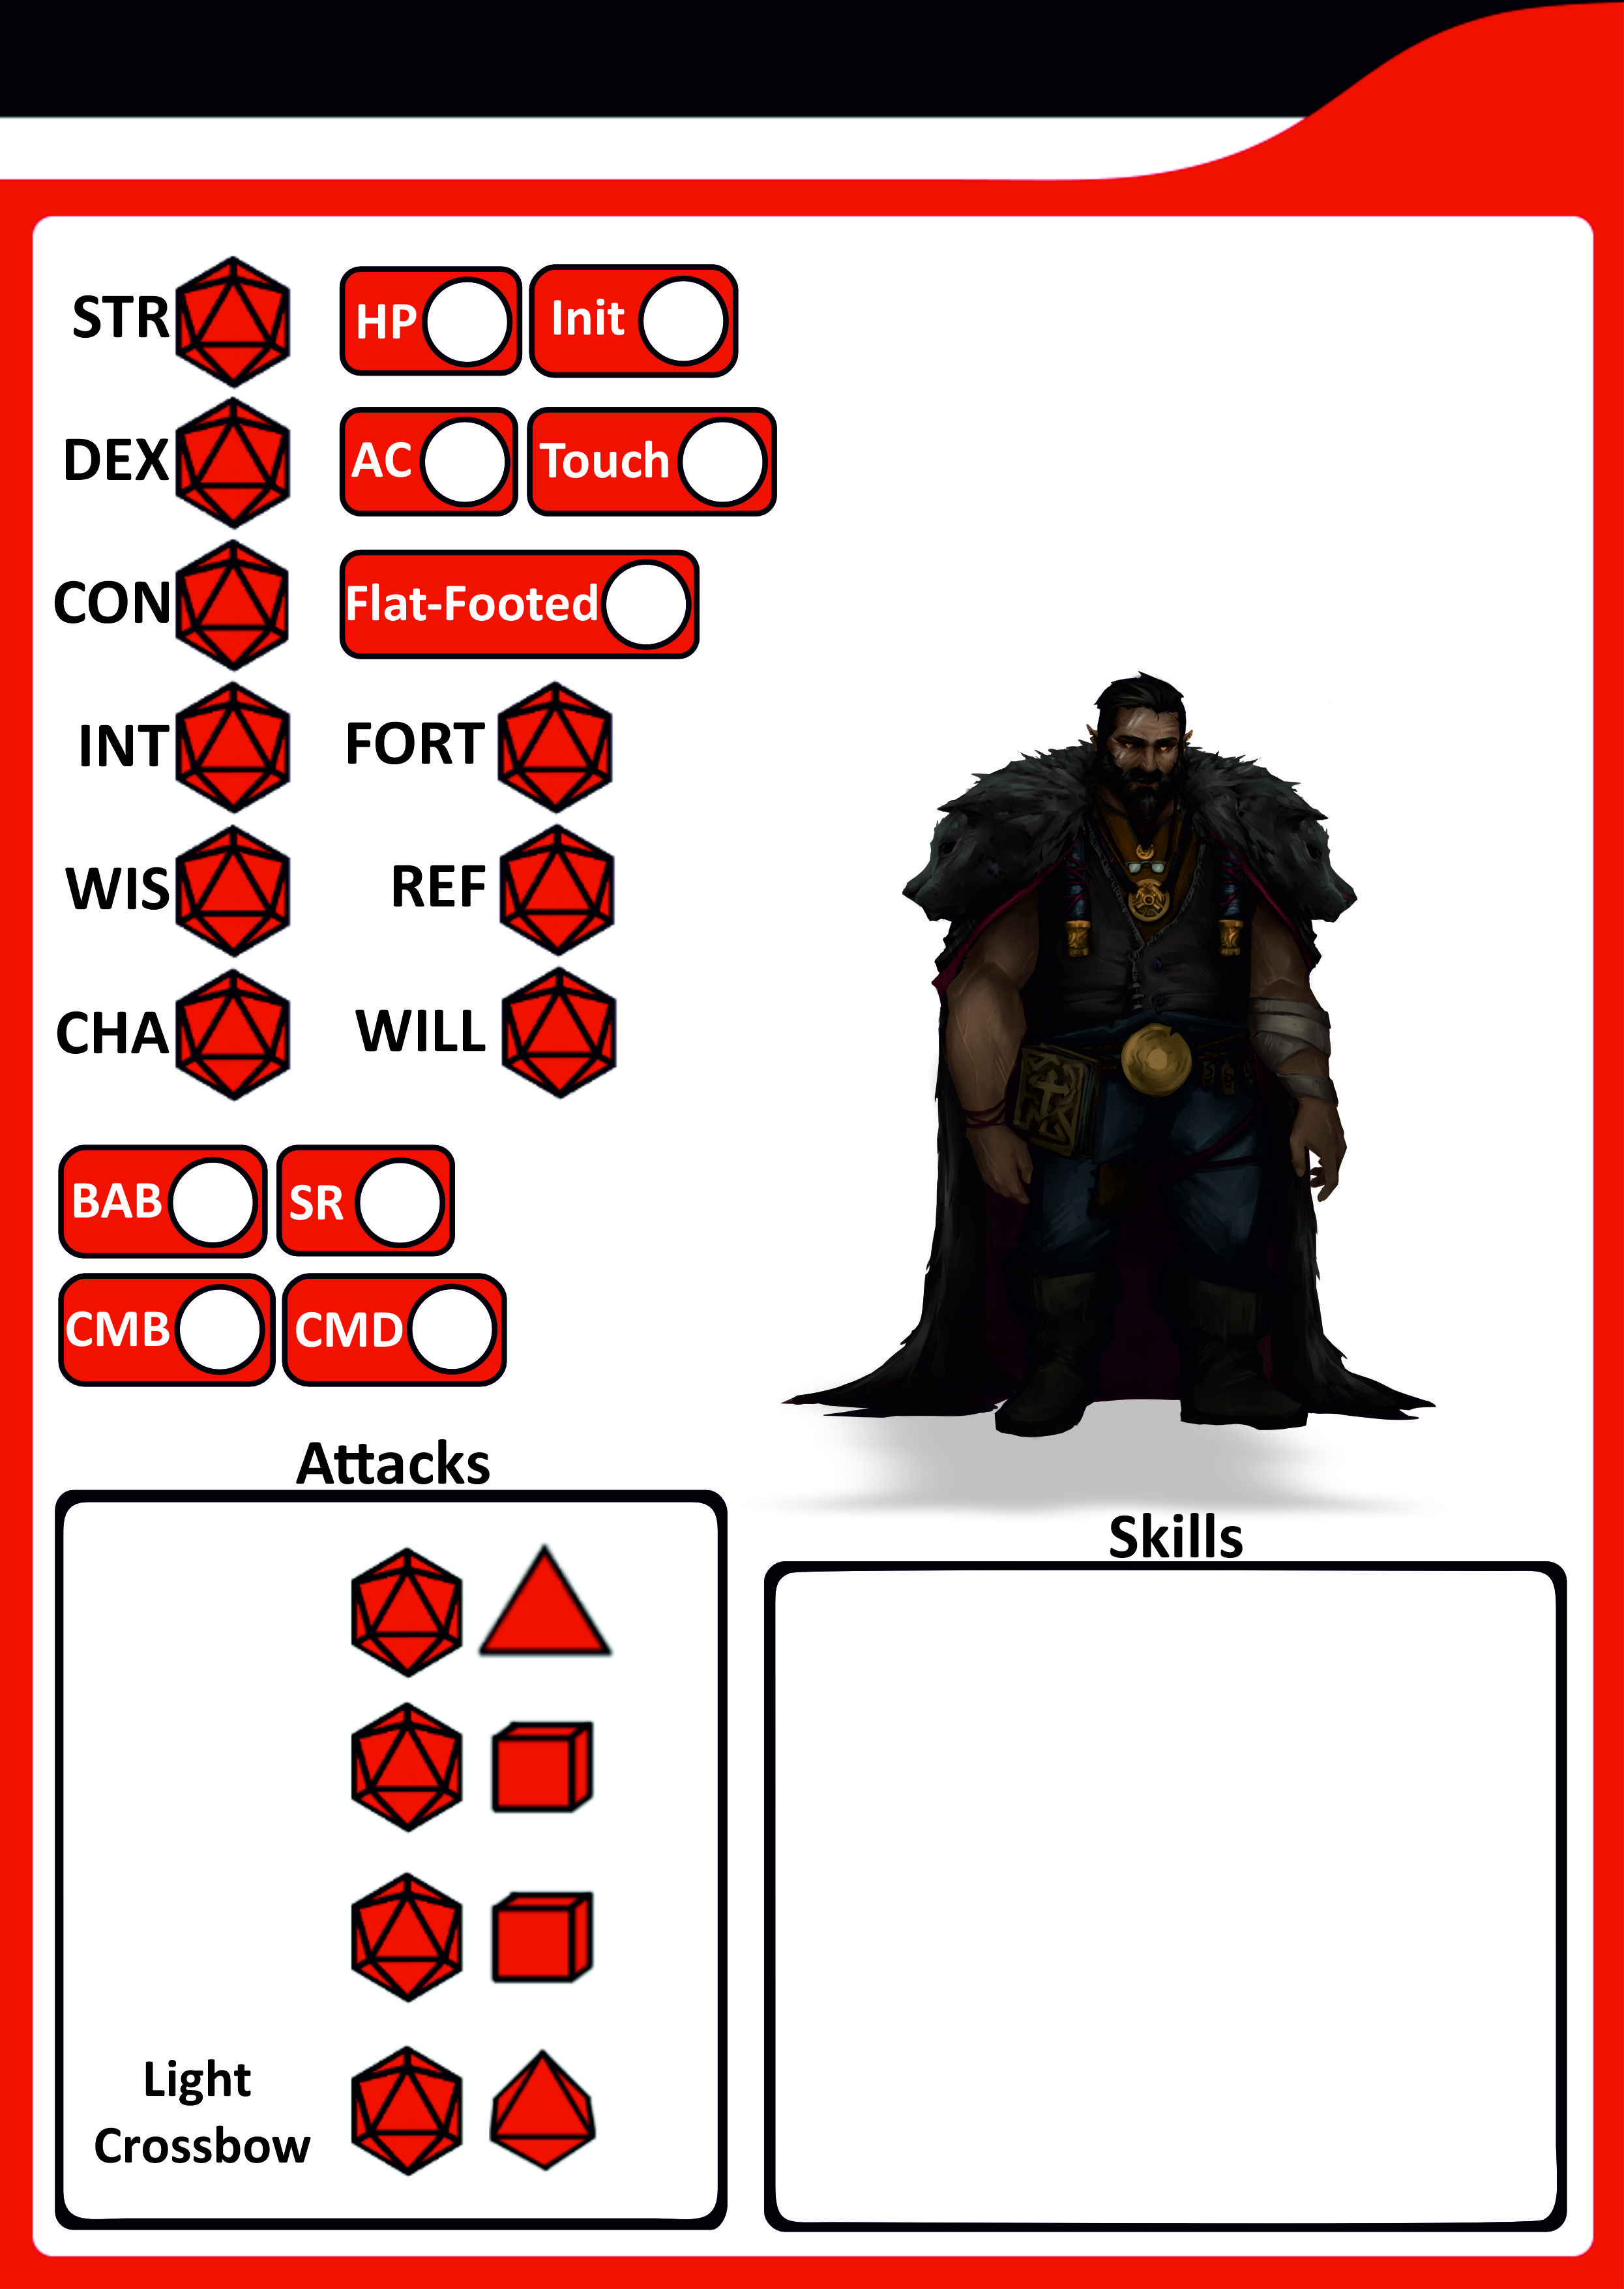 STR
HP
Init
DEX
AC
Touch
CON
Flat-Footed
INT
FORT
WIS
REF
CHA
WILL
BAB
SR
CMB
CMD
Attacks
Light
Crossbow
Skills